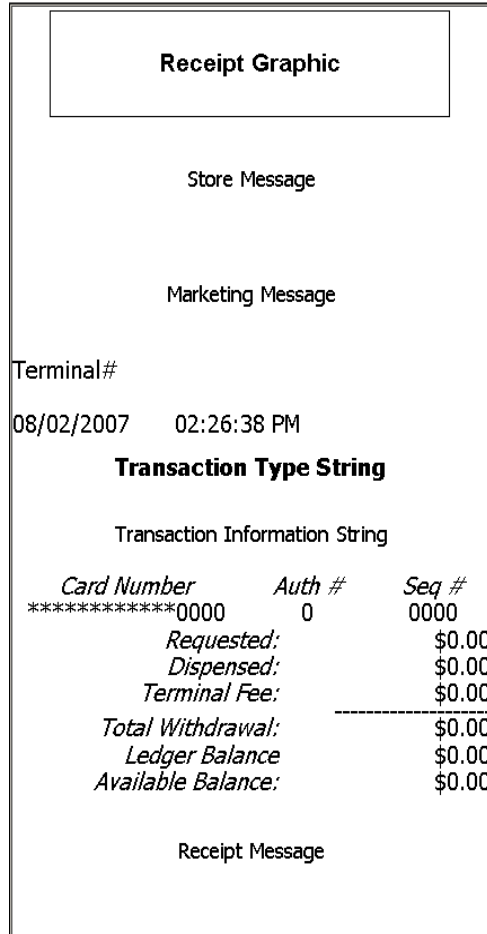 Receipt Graphic
Store Message
Marketing Message
Terminal#
08/02/2007 02:26:38 PM
Transaction Type String
Transaction Information String
Card Number Auth # Seq #
************0000 0 0000
Requested: $0.00
Dispensed: $0.00
Terminal Fee: $0.00
--------------------
Total Withdrawal: $0.00
Ledger Balance $0.00
Available Balance: $0.00
Receipt Message